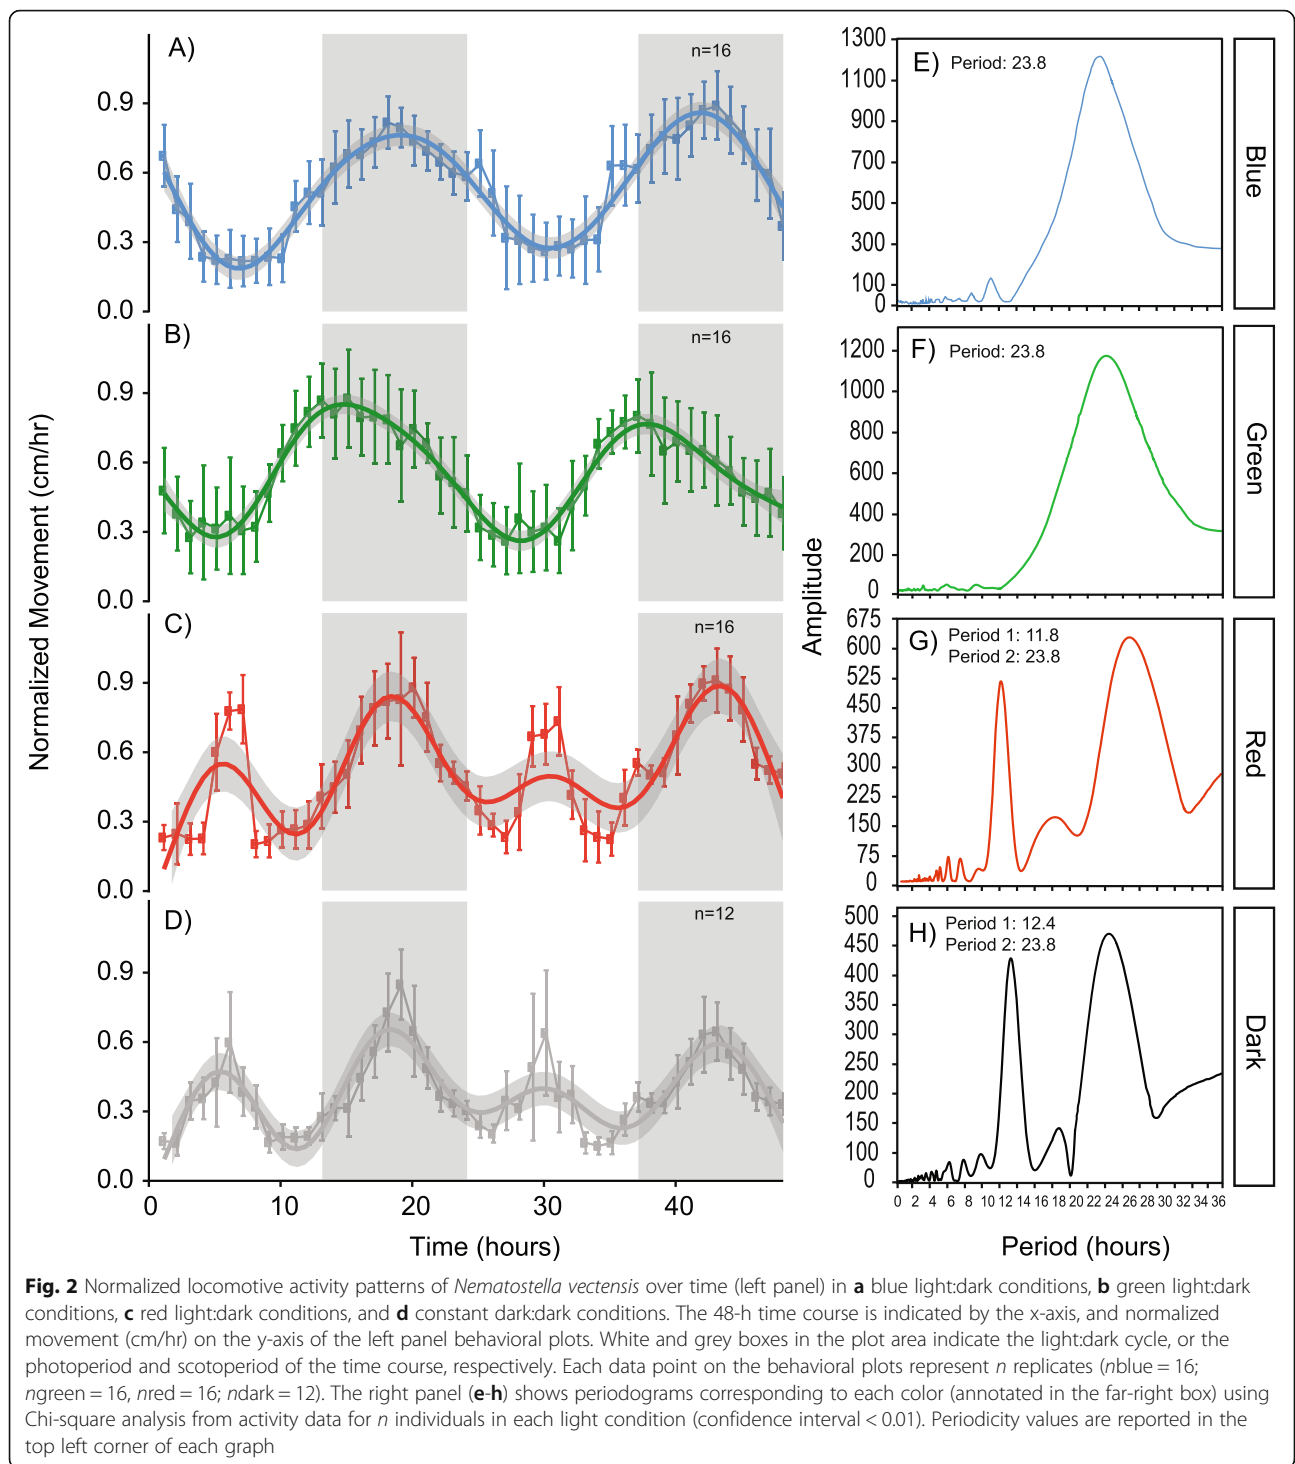 A)
n=16
0.9
0.6
0.3
0.0
B)
n=16
0.9
0.6
0.3
0.0
C)
n=16
0.9
0.6
0.3
0.0
D)
n=12
0.9
0.6
0.3
0.0
0 10 20 30 40
Time (hours)
Normalized Movement (cm/hr)
E) Period: 23.8
1300
1100
900
700
500
300
100
0
Blue
F) Period: 23.8
1200
1000
800
600
400
200
0
Green
G) Period 1: 11.8
Period 2: 23.8
675
600
525
450
375
300
225
150
75
0
Red
H) Period 1: 12.4
Period 2: 23.8
500
450
400
350
300
250
150
100
0
Dark
0 2 4 6 8 10 12 14 16 18 20 22 24 26 28 30 32 34 36
Period (hours)
Amplitupe
Fig. 2 Normalized locomotive activity patterns of Nematostella vectensis over time (left panel) in a blue light:dark conditions, b green light:dark
conditions, c red light:dark conditions, and d constant dark:dark conditions. The 48-h time course is indicated by the x-axis, and normalized
movement (cm/hr) on the y-axis of the left panel behavioral plots. White and grey boxes in the plot area indicate the light:dark cycle, or the
photoperiod and scotoperiod of the time course, respectively. Each data point on the behavioral plots represent n replicates (nblue = 16;
ngreen = 16, nred = 16; ndark = 12). The right panel (e-h) shows periodograms corresponding to each color (annotated in the far-right box) using
Chi-square analysis from activity data for n individuals in each light condition (confidence interval < 0.01). Periodicity values are reported in the
top left corner of each graph